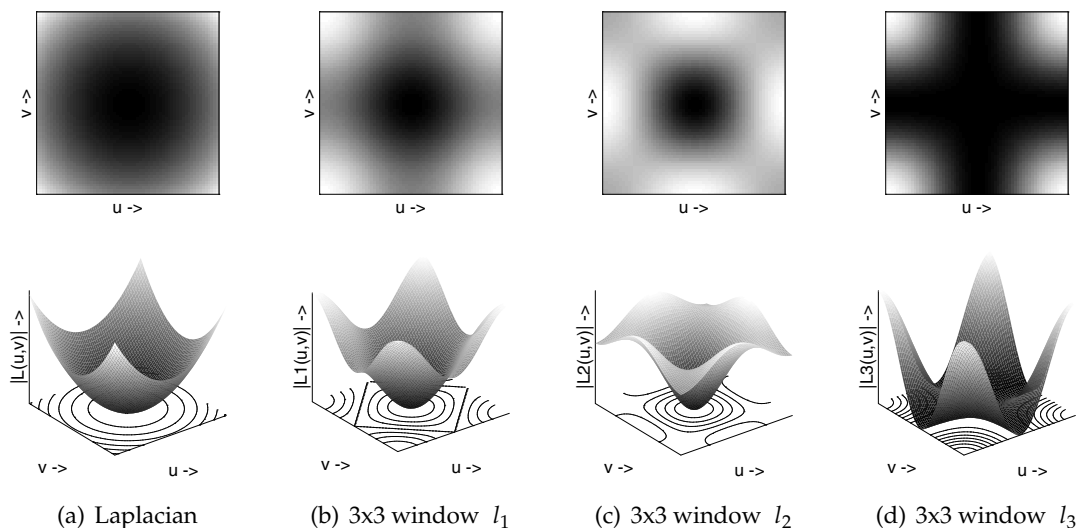 v ->
u ->
v ->
u ->
v ->
u ->
v ->
u ->
|L(u,v)| ->
v ->
u ->
|L1(u,v)| ->
v ->
u ->
|L2(u,v)| ->
v ->
u ->
|L3(u,v)| ->
v ->
u ->
(a) Laplacian
(b) 3x3 window l₁
(c) 3x3 window l₂
(d) 3x3 window l₃